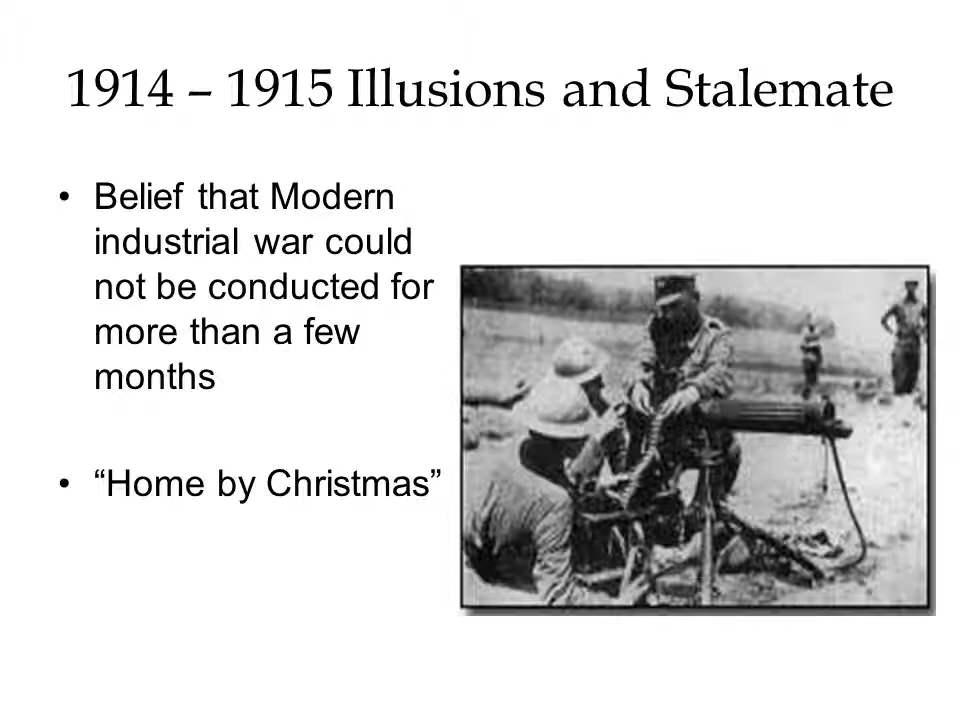 1914 – 1915 Illusions and Stalemate
• Belief that Modern
industrial war could
not be conducted for
more than a few
months
• “Home by Christmas”